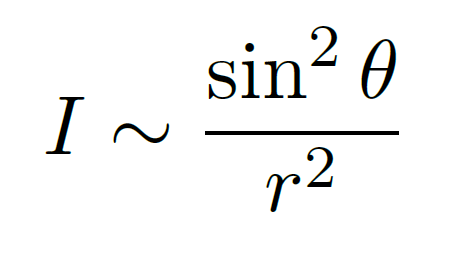 I ∼ sin² θ / r²